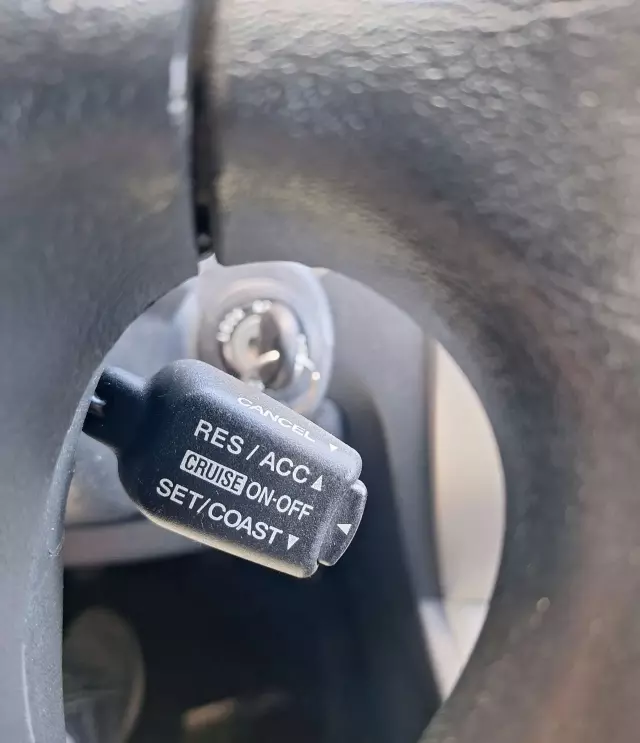 CANCEL ▼
RES / ACC ▲
CRUISE ON-OFF ◀
SET/COAST ▼